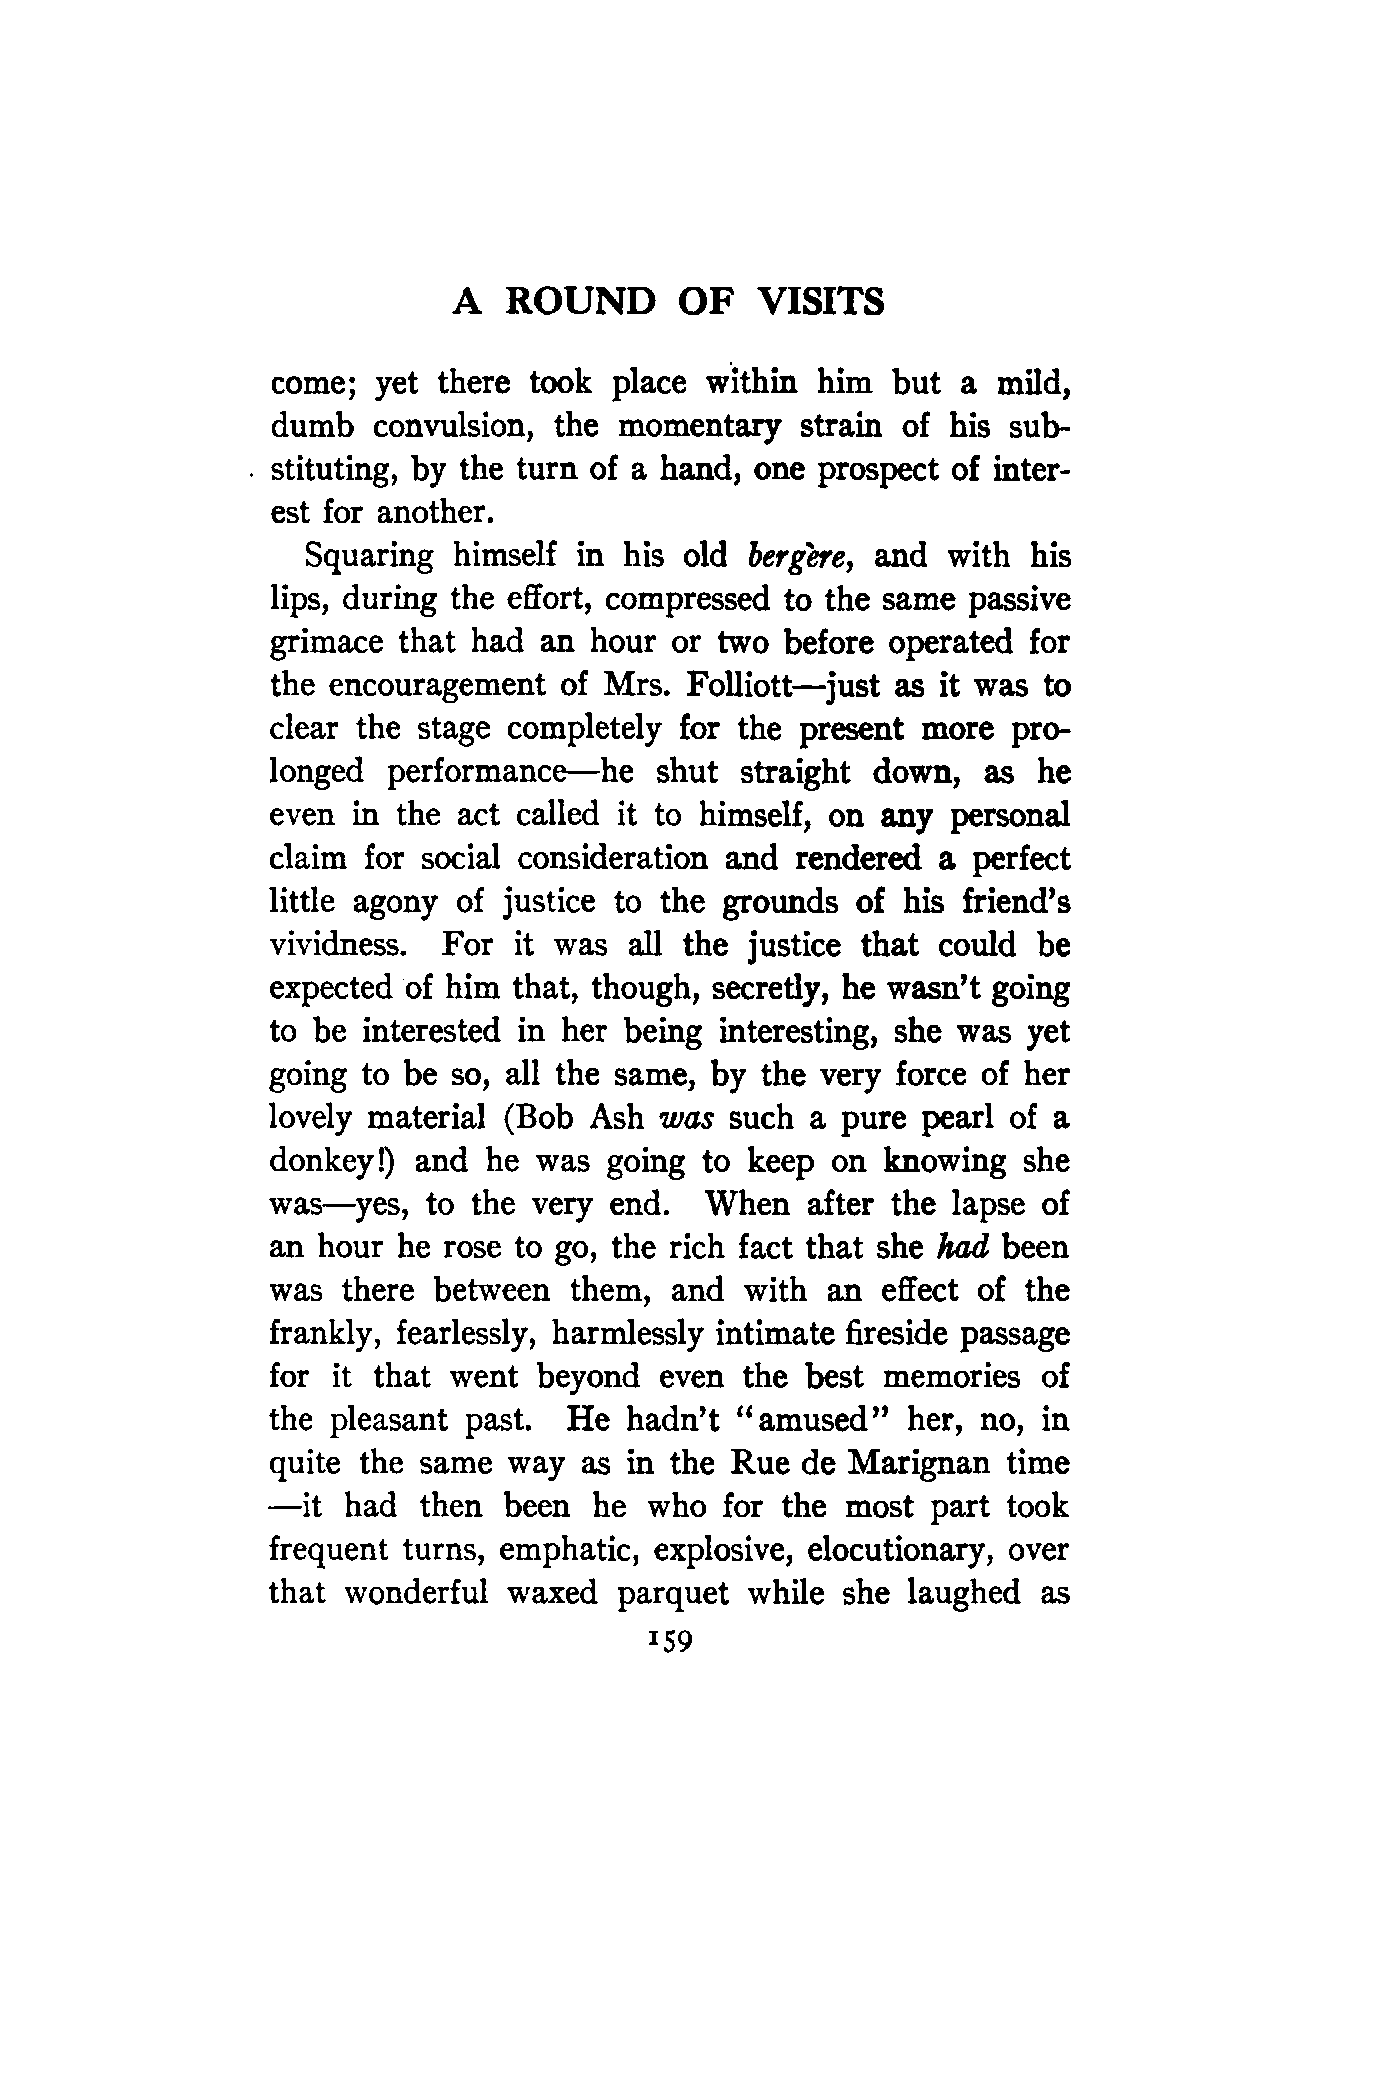 A ROUND OF VISITS
come; yet there took place within him but a mild,
dumb convulsion, the momentary strain of his sub-
stituting, by the turn of a hand, one prospect of inter-
est for another.
Squaring himself in his old bergère, and with his
lips, during the effort, compressed to the same passive
grimace that had an hour or two before operated for
the encouragement of Mrs. Folliott—just as it was to
clear the stage completely for the present more pro-
longed performance—he shut straight down, as he
even in the act called it to himself, on any personal
claim for social consideration and rendered a perfect
little agony of justice to the grounds of his friend's
vividness. For it was all the justice that could be
expected of him that, though, secretly, he wasn't going
to be interested in her being interesting, she was yet
going to be so, all the same, by the very force of her
lovely material (Bob Ash was such a pure pearl of a
donkey!) and he was going to keep on knowing she
was—yes, to the very end. When after the lapse of
an hour he rose to go, the rich fact that she had been
was there between them, and with an effect of the
frankly, fearlessly, harmlessly intimate fireside passage
for it that went beyond even the best memories of
the pleasant past. He hadn't "amused" her, no, in
quite the same way as in the Rue de Marignan time
—it had then been he who for the most part took
frequent turns, emphatic, explosive, elocutionary, over
that wonderful waxed parquet while she laughed as
159